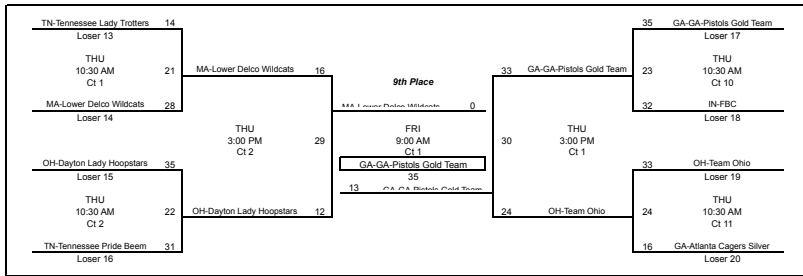 TN-Tennessee Lady Trotters 14
Loser 13
THU
10:30 AM
Ct 1
21
MA-Lower Delco Wildcats 28
Loser 14
MA-Lower Delco Wildcats 16
THU
3:00 PM
Ct 2
29
OH-Dayton Lady Hoopstars 35
Loser 15
THU
10:30 AM
Ct 2
22
TN-Tennessee Pride Beem 31
Loser 16
OH-Dayton Lady Hoopstars 12
9th Place
MA-Lower Delco Wildcats 0
FRI
9:00 AM
Ct 1
GA-GA-Pistols Gold Team
35
13 GA-GA-Pistols Gold Team
33 GA-GA-Pistols Gold Team
30
THU
3:00 PM
Ct 1
24 OH-Team Ohio
35 GA-GA-Pistols Gold Team
Loser 17
23
THU
10:30 AM
Ct 10
32 IN-FBC
Loser 18
33 OH-Team Ohio
Loser 19
24
THU
10:30 AM
Ct 11
16 GA-Atlanta Cagers Silver
Loser 20